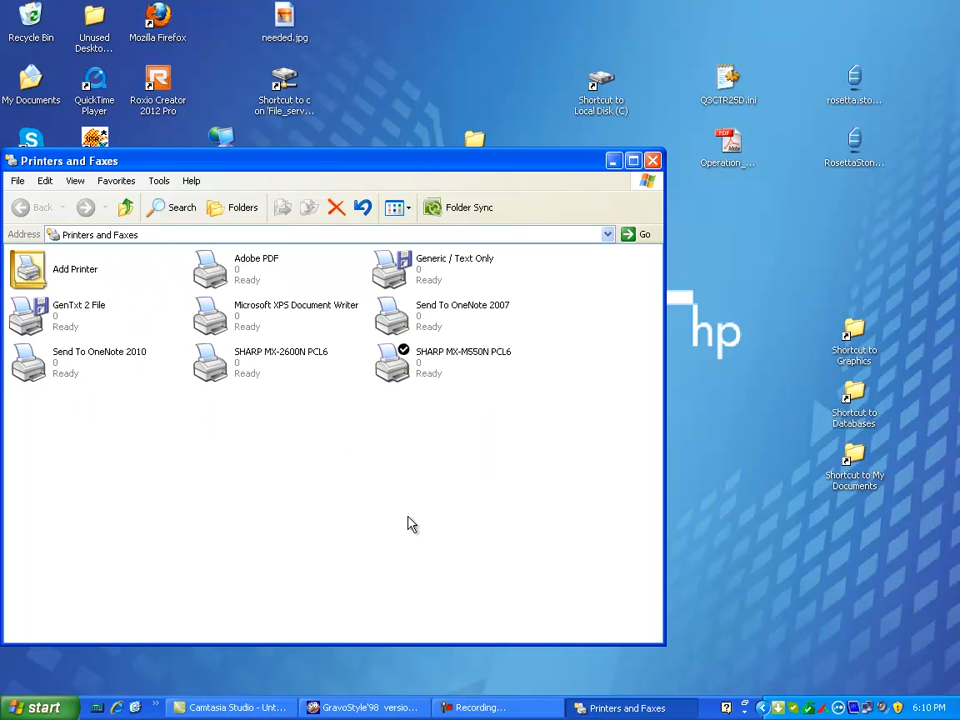 Recycle Bin
Unused
Deskto...
Mozilla Firefox
needed.jpg
My Documents
QuickTime
Player
Roxio Creator
2012 Pro
Shortcut to c
on 'File_serv...
Shortcut to
Local Disk (C)
Q3CTR25D.ini
rosetta.sto...
Operation_...
RosettaSton...
Printers and Faxes
File Edit View Favorites Tools Help
Back Search Folders Folder Sync
Address Printers and Faxes Go
Add Printer
Adobe PDF
0
Ready
Generic / Text Only
0
Ready
GenTxt 2 File
0
Ready
Microsoft XPS Document Writer
0
Ready
Send To OneNote 2007
0
Ready
Send To OneNote 2010
0
Ready
SHARP MX-2600N PCL6
0
Ready
SHARP MX-M550N PCL6
0
Ready
hp
Shortcut to
Graphics
Shortcut to
Databases
Shortcut to My
Documents
start
Camtasia Studio - Unt...
GravoStyle'98 versio...
Recording...
Printers and Faxes
6:10 PM